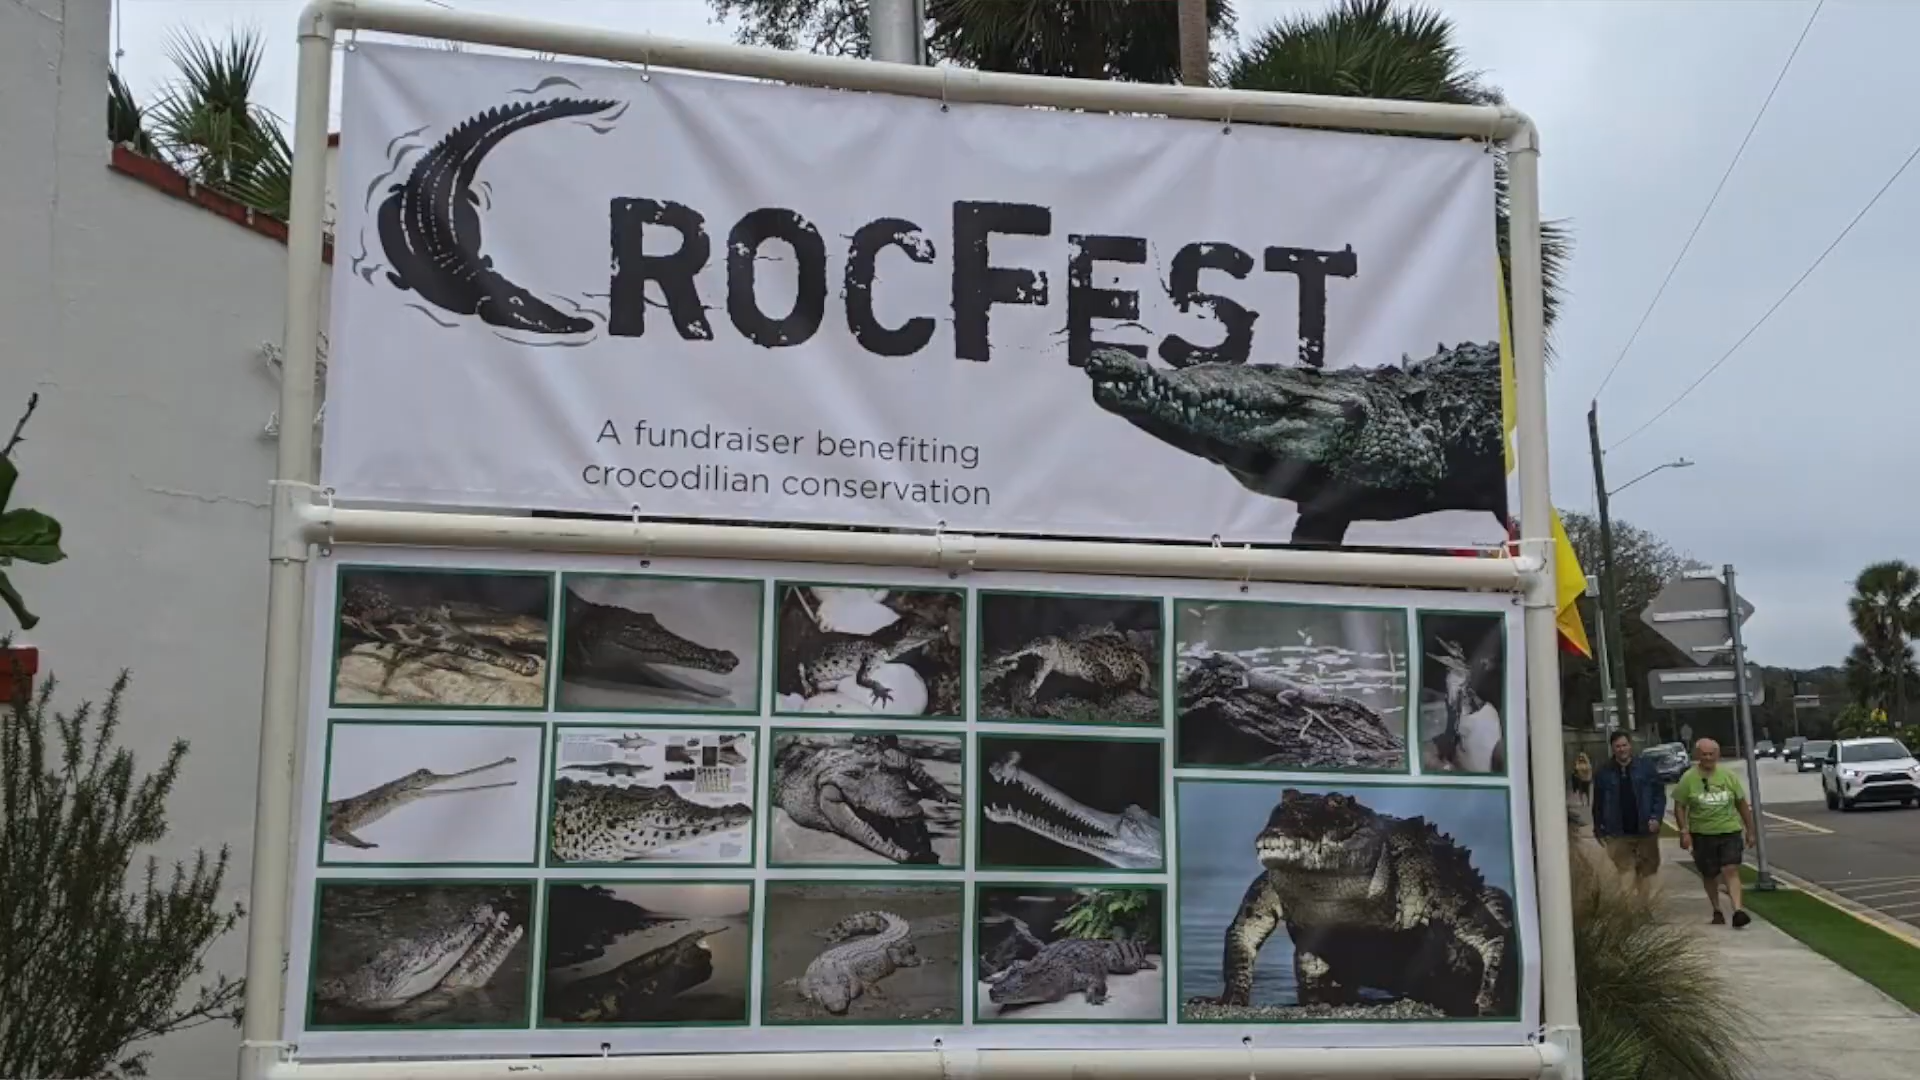 CROCFEST
A fundraiser benefiting
crocodilian conservation